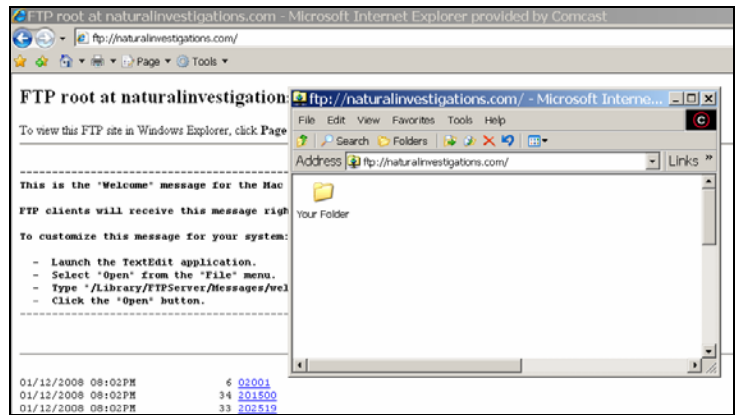 FTP root at naturalinvestigations.com - Microsoft Internet Explorer provided by Comcast
ftp://naturalinvestigations.com/
Page Tools
FTP root at naturalinvestigation
To view this FTP site in Windows Explorer, click Page
This is the "Welcome" message for the Mac
FTP clients will receive this message righ
To customize this message for your system:
- Launch the TextEdit application.
- Select "Open" from the "File" menu.
- Type "/Library/FTPServer/Messages/wel
- Click the "Open" button.
01/12/2008 08:02PM 6 02001
01/12/2008 08:02PM 34 201500
01/12/2008 08:02PM 33 202519
ftp://naturalinvestigations.com/ - Microsoft Interne...
File Edit View Favorites Tools Help
Search Folders
Address ftp://naturalinvestigations.com/ Links »
Your Folder